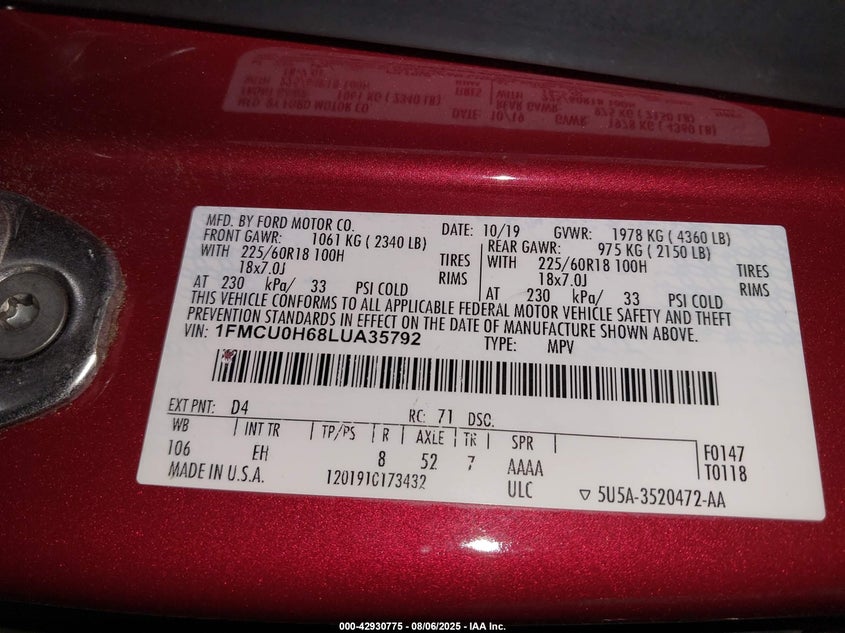 MFD. BY FORD MOTOR CO. DATE: 10/19 GVWR: 1978 KG ( 4360 LB)
FRONT GAWR: 1061 KG ( 2340 LB) REAR GAWR: 975 KG ( 2150 LB)
WITH 225/60R18 100H TIRES WITH 225/60R18 100H TIRES
18x7.0J RIMS 18x7.0J RIMS
AT 230 kPa/ 33 PSI COLD AT 230 kPa/ 33 PSI COLD
THIS VEHICLE CONFORMS TO ALL APPLICABLE FEDERAL MOTOR VEHICLE SAFETY AND THEFT
PREVENTION STANDARDS IN EFFECT ON THE DATE OF MANUFACTURE SHOWN ABOVE.
VIN: 1FMCU0H68LUA35792 TYPE: MPV
EXT PNT: D4 RC: 71 DSO:
WB INT TR TP/PS R AXLE TR SPR F0147
106 EH 8 52 7 AAAA T0118
MADE IN U.S.A. 120191C173432 ULC ▽ 5U5A-3520472-AA
000-42930775 - 08/06/2025 - IAA Inc.